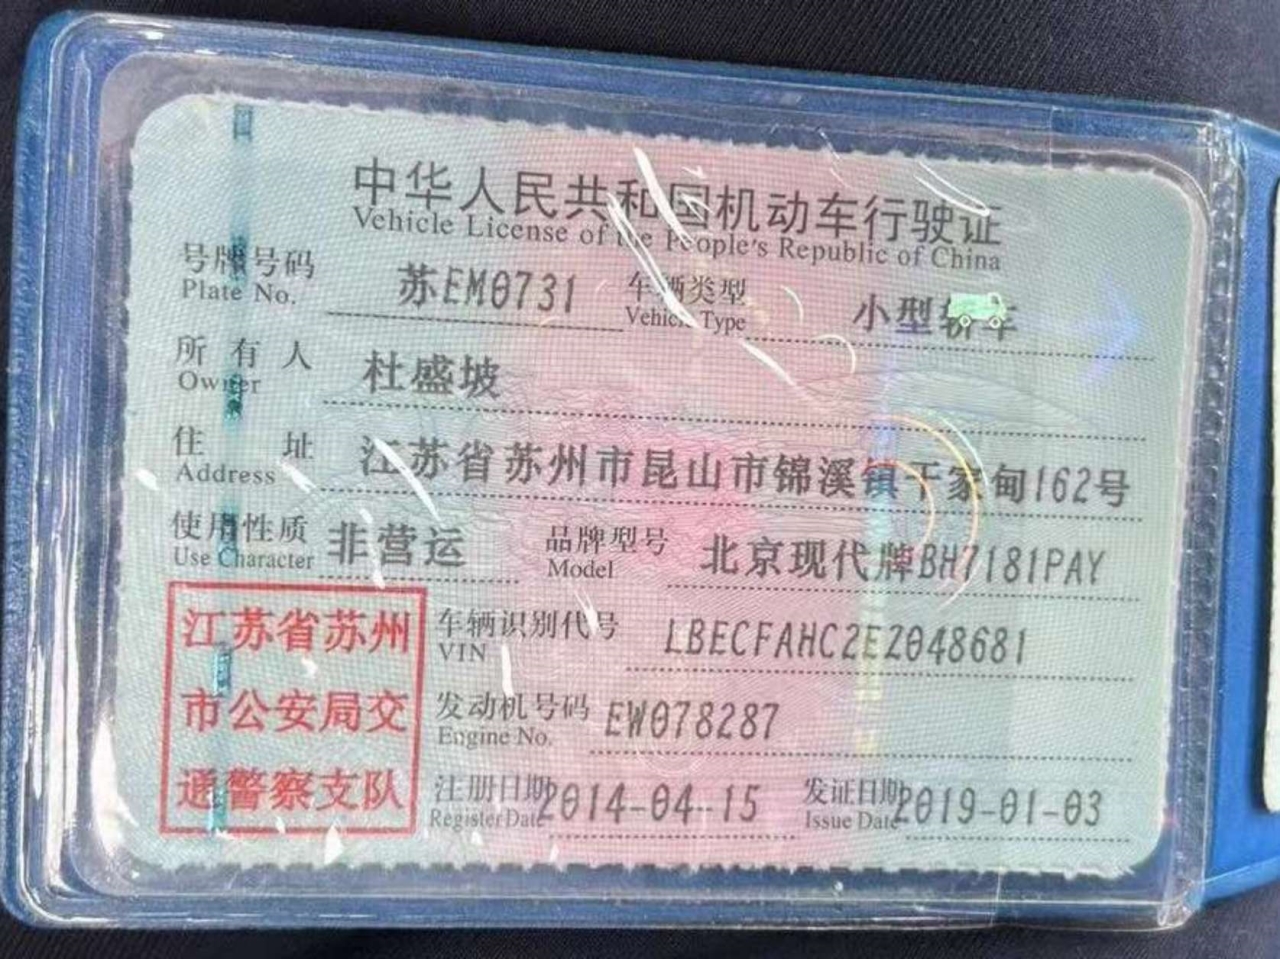 中华人民共和国机动车行驶证
Vehicle License of the People's Republic of China
号牌号码 苏EM0731 车辆类型 小型轿车
Plate No. Vehicle Type
所有人 杜盛坡
Owner
住址 江苏省苏州市昆山市锦溪镇干家甸162号
Address
使用性质 非营运 品牌型号 北京现代牌BH7181PAY
Use Character Model
江苏省苏州
市公安局交
通警察支队
车辆识别代号 LBECFAHC2EZ048681
VIN
发动机号码 EW078287
Engine No.
注册日期 2014-04-15 发证日期 2019-01-03
Register Date Issue Date